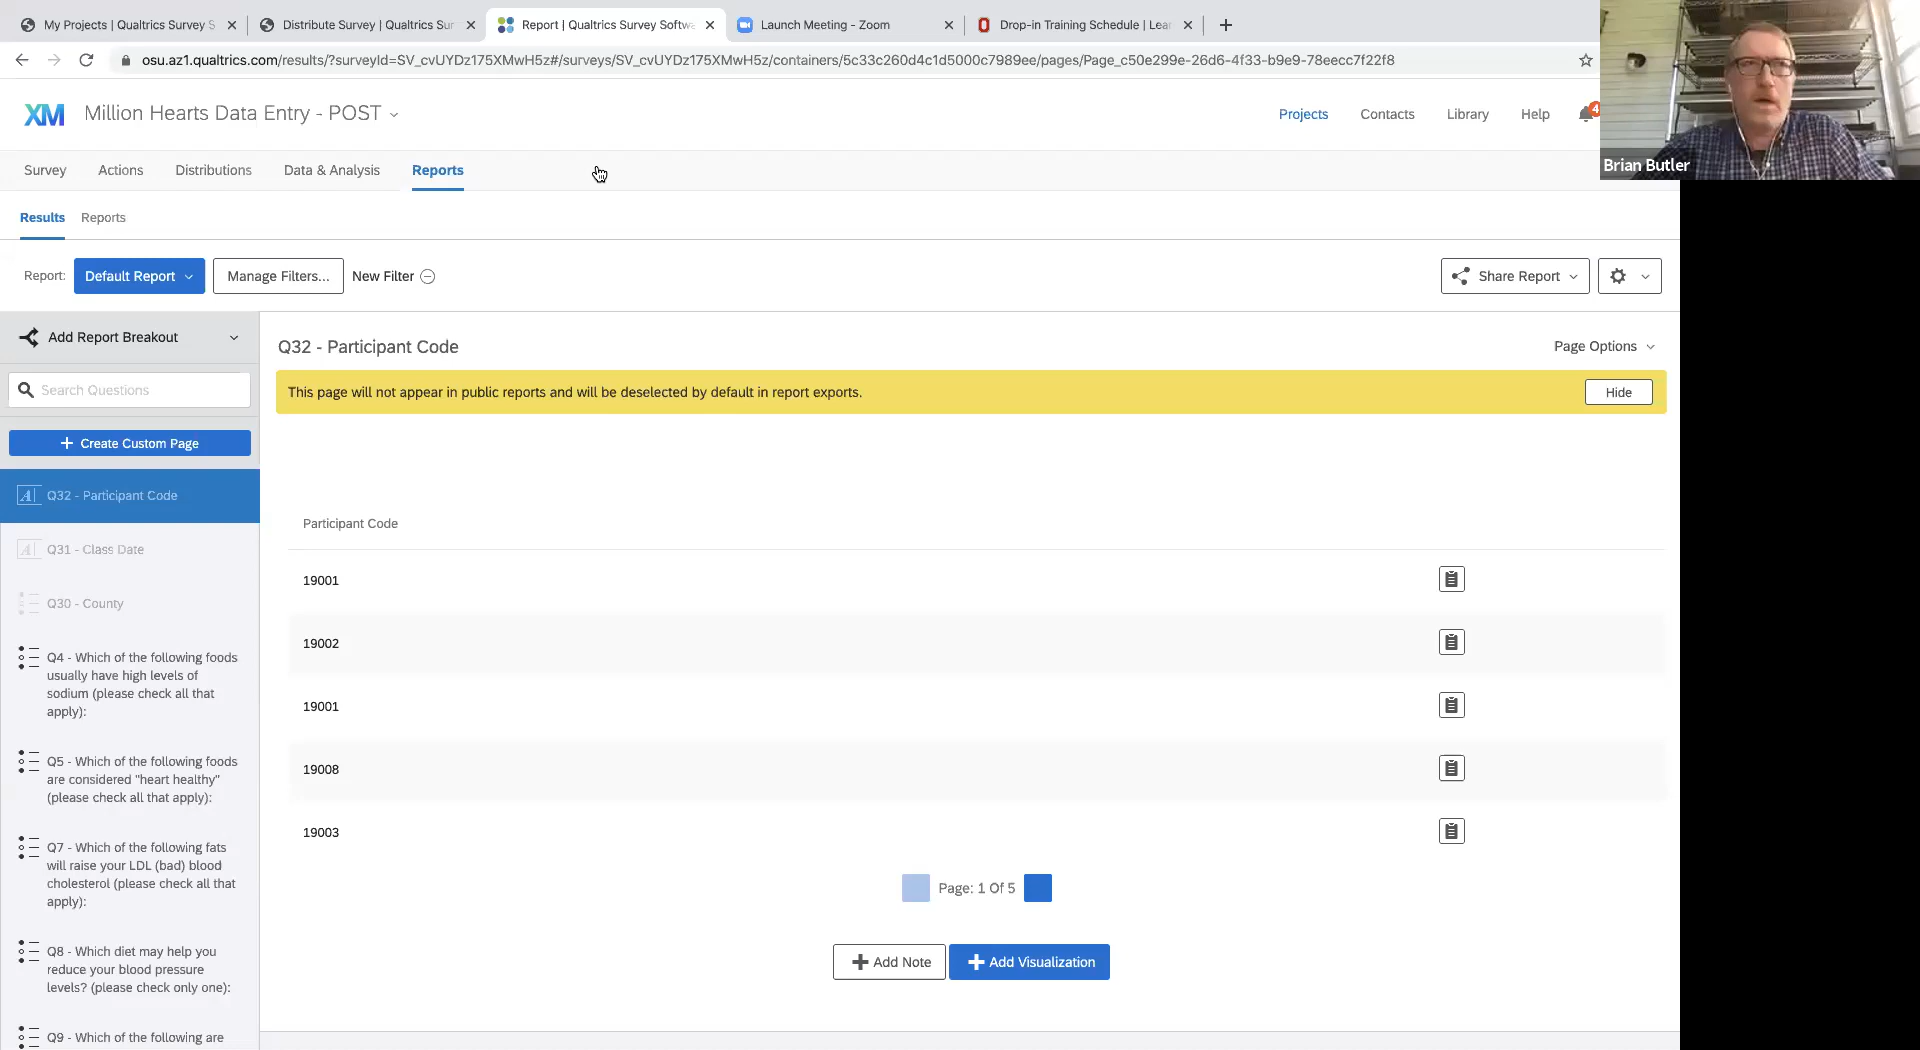 My Projects | Qualtrics Survey S
Distribute Survey | Qualtrics Sur
Report | Qualtrics Survey Softwa
Launch Meeting - Zoom
Drop-in Training Schedule | Lear
osu.az1.qualtrics.com/results/?surveyId=SV_cvUYDz175XMwH5z#/surveys/SV_cvUYDz175XMwH5z/containers/5c33c260d4c1d5000c7989ee/pages/Page_c50e299e-26d6-4f33-b9e9-78eecc7f22f8
XM
Million Hearts Data Entry - POST
Projects
Contacts
Library
Help
4
Brian Butler
Survey
Actions
Distributions
Data & Analysis
Reports
Results
Reports
Report:
Default Report
Manage Filters...
New Filter
Share Report
Add Report Breakout
Search Questions
Create Custom Page
Q32 - Participant Code
Q31 - Class Date
Q30 - County
Q4 - Which of the following foods
usually have high levels of
sodium (please check all that
apply):
Q5 - Which of the following foods
are considered "heart healthy"
(please check all that apply):
Q7 - Which of the following fats
will raise your LDL (bad) blood
cholesterol (please check all that
apply):
Q8 - Which diet may help you
reduce your blood pressure
levels? (please check only one):
Q9 - Which of the following are
Q32 - Participant Code
Page Options
This page will not appear in public reports and will be deselected by default in report exports.
Hide
Participant Code
19001
19002
19001
19008
19003
Page: 1 Of 5
Add Note
Add Visualization